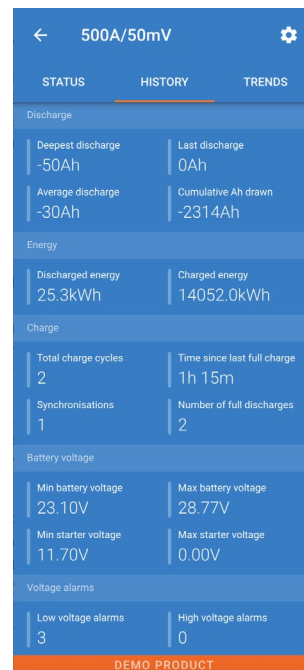 500A/50mV
STATUS HISTORY TRENDS
Discharge
Deepest discharge Last discharge
-50Ah 0Ah
Average discharge Cumulative Ah drawn
-30Ah -2314Ah
Energy
Discharged energy Charged energy
25.3kWh 14052.0kWh
Charge
Total charge cycles Time since last full charge
2 1h 15m
Synchronisations Number of full discharges
1 2
Battery voltage
Min battery voltage Max battery voltage
23.10V 28.77V
Min starter voltage Max starter voltage
11.70V 0.00V
Voltage alarms
Low voltage alarms High voltage alarms
3 0
DEMO PRODUCT